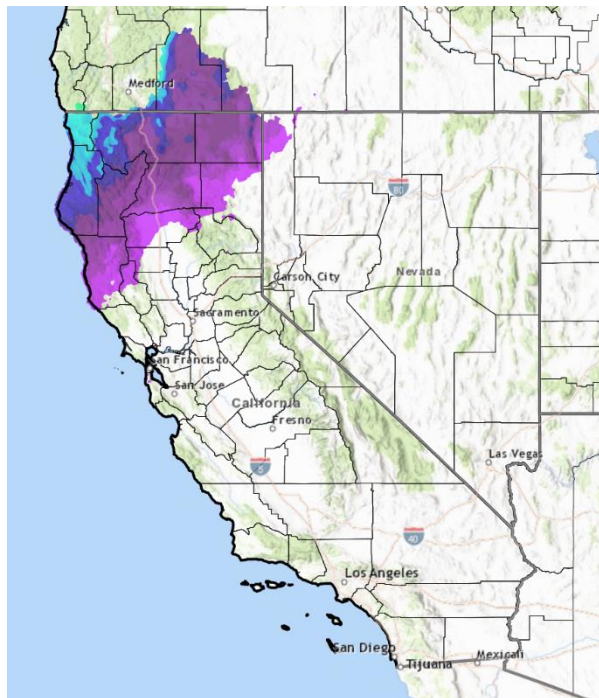 Medford
80
Carson City
Nevada
Sacramento
San Francisco
San Jose
California
Fresno
Las Vegas
5
40
Los Angeles
San Diego
Tijuana
Mexicali